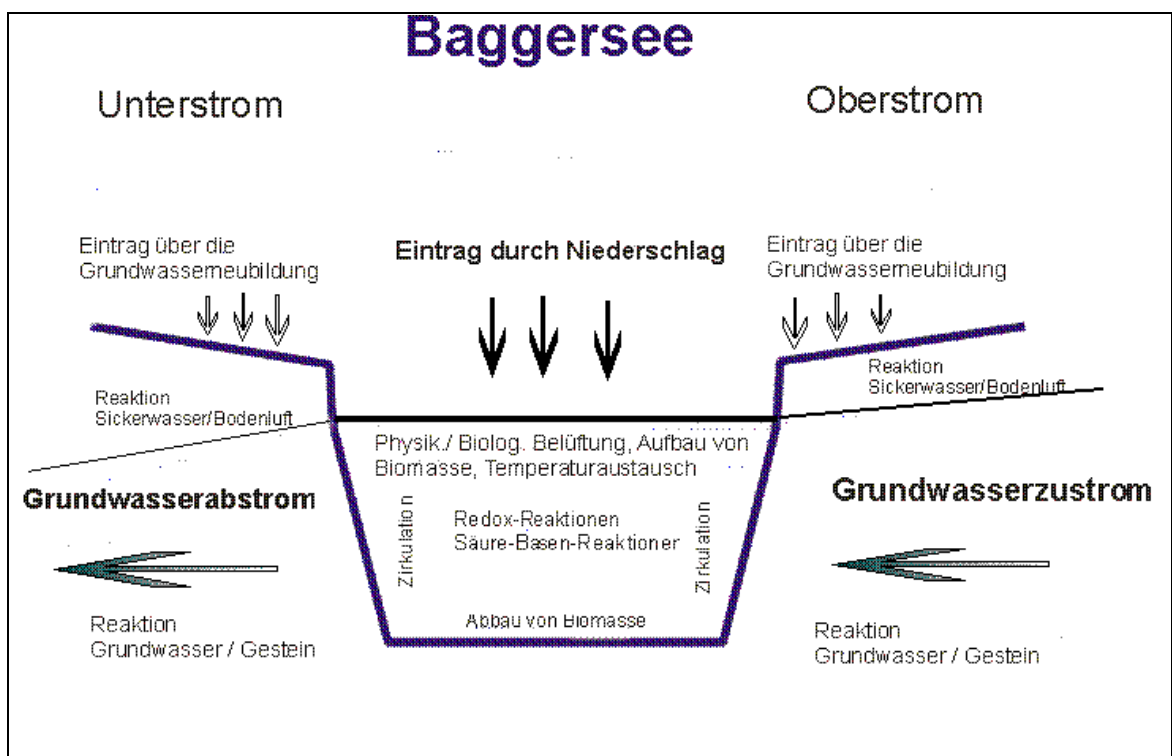 Baggersee
Unterstrom
Oberstrom
Eintrag über die
Grundwasserneubildung
Eintrag durch Niederschlag
Eintrag über die
Grundwasserneubildung
Reaktion
Sickerwasser/Bodenluft
Reaktion
Sickerwasser/Bodenluft
Physik./ Biolog. Belüftung, Aufbau von
Biomasse, Temperaturaustausch
Grundwasserabstrom
Grundwasserzustrom
Zirkulation
Redox-Reaktionen
Säure-Basen-Reaktioner
Zirkulation
Abbau von Biomasse
Reaktion
Grundwasser / Gestein
Reaktion
Grundwasser / Gestein